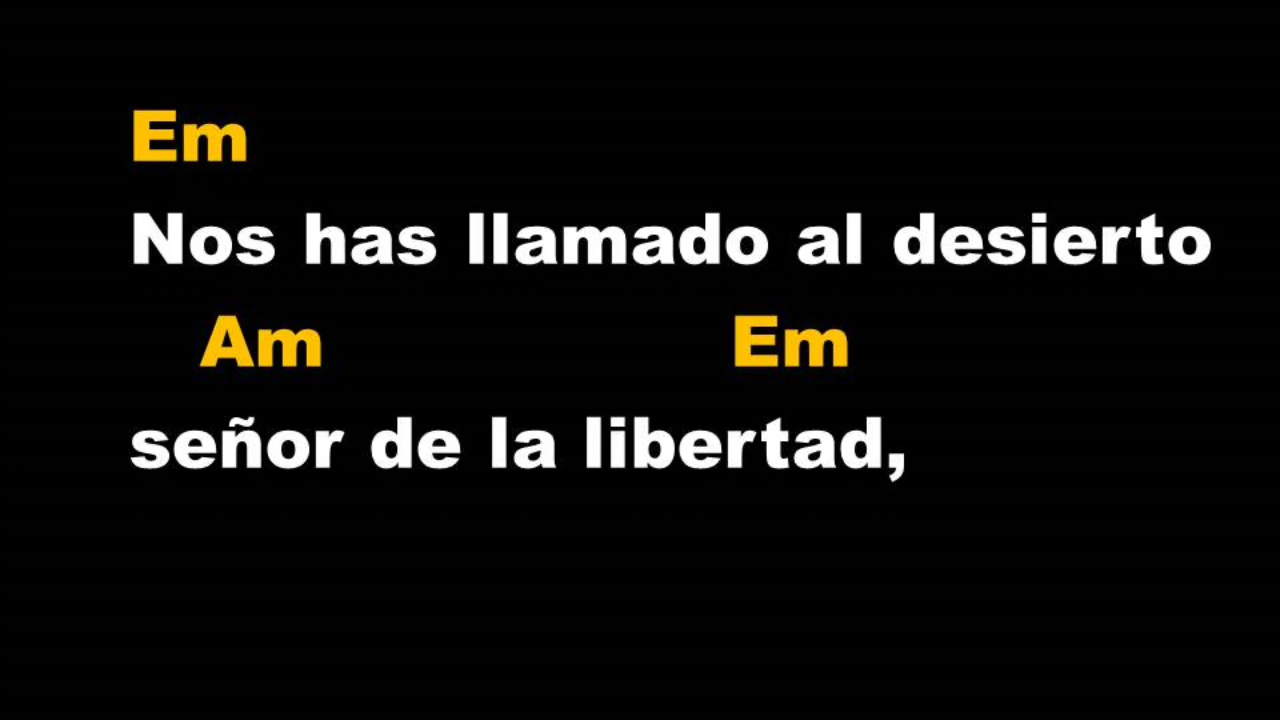 Em
Nos has llamado al desierto
Am Em
señor de la libertad,